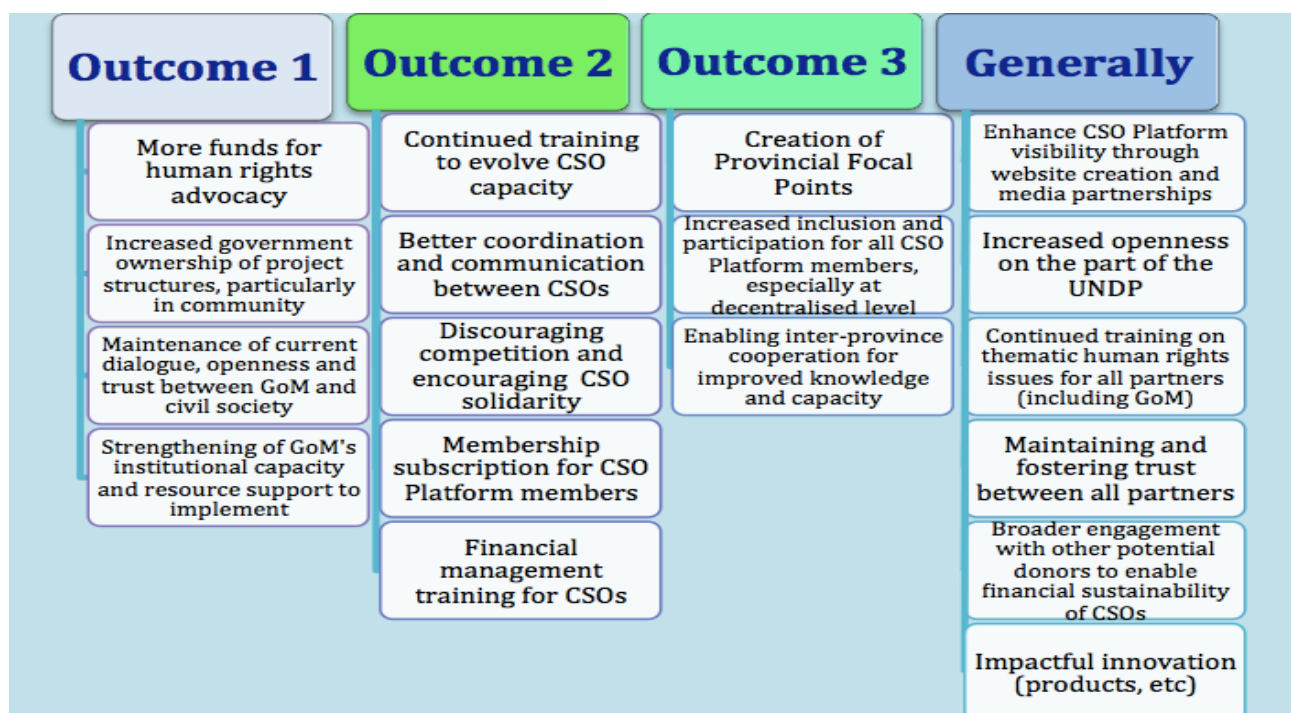 Outcome 1
More funds for
human rights
advocacy
Increased government
ownership of project
structures, particularly
in community
Maintenance of current
dialogue, openness and
trust between GoM and
civil society
Strengthening of GoM's
institutional capacity
and resource support to
implement
Outcome 2
Continued training
to evolve CSO
capacity
Better coordination
and communication
between CSOs
Discouraging
competition and
encouraging CSO
solidarity
Membership
subscription for CSO
Platform members
Financial
management
training for CSOs
Outcome 3
Creation of
Provincial Focal
Points
Increased inclusion and
participation for all CSO
Platform members,
especially at
decentralised level
Enabling inter-province
cooperation for
improved knowledge
and capacity
Generally
Enhance CSO Platform
visibility through
website creation and
media partnerships
Increased openness
on the part of the
UNDP
Continued training on
thematic human rights
issues for all partners
(including GoM)
Maintaining and
fostering trust
between all partners
Broader engagement
with other potential
donors to enable
financial sustainability
of CSOs
Impactful innovation
(products, etc)